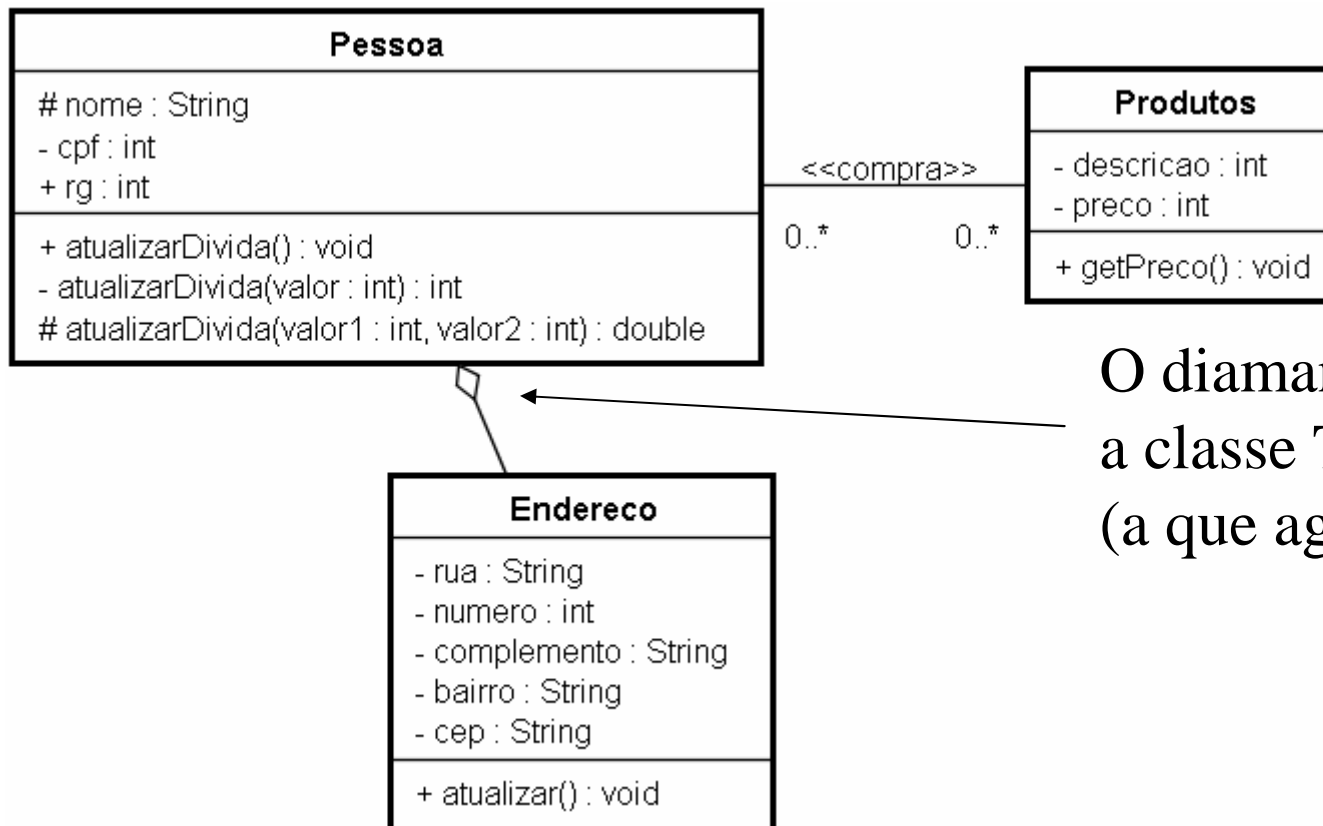 Pessoa
# nome : String
- cpf : int
+ rg : int
+ atualizarDivida() : void
- atualizarDivida(valor : int) : int
# atualizarDivida(valor1 : int, valor2 : int) : double
<<compra>>
0..*
0..*
Produtos
- descricao : int
- preco : int
+ getPreco() : void
O
a classe
(a que
Endereco
- rua : String
- numero : int
- complemento : String
- bairro : String
- cep : String
+ atualizar() : void